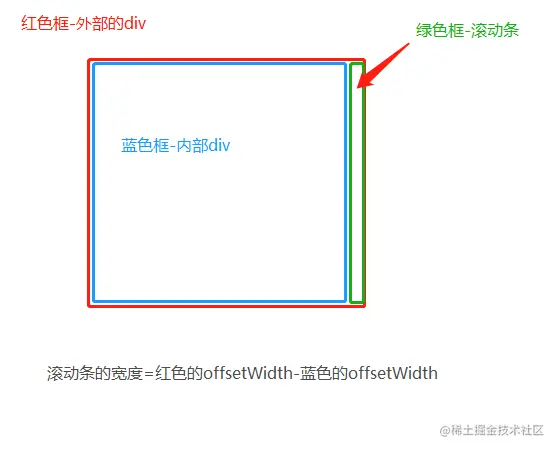 红色框-外部的div
绿色框-滚动条
蓝色框-内部div
滚动条的宽度=红色的offsetWidth-蓝色的offsetWidth
@稀土掘金技术社区